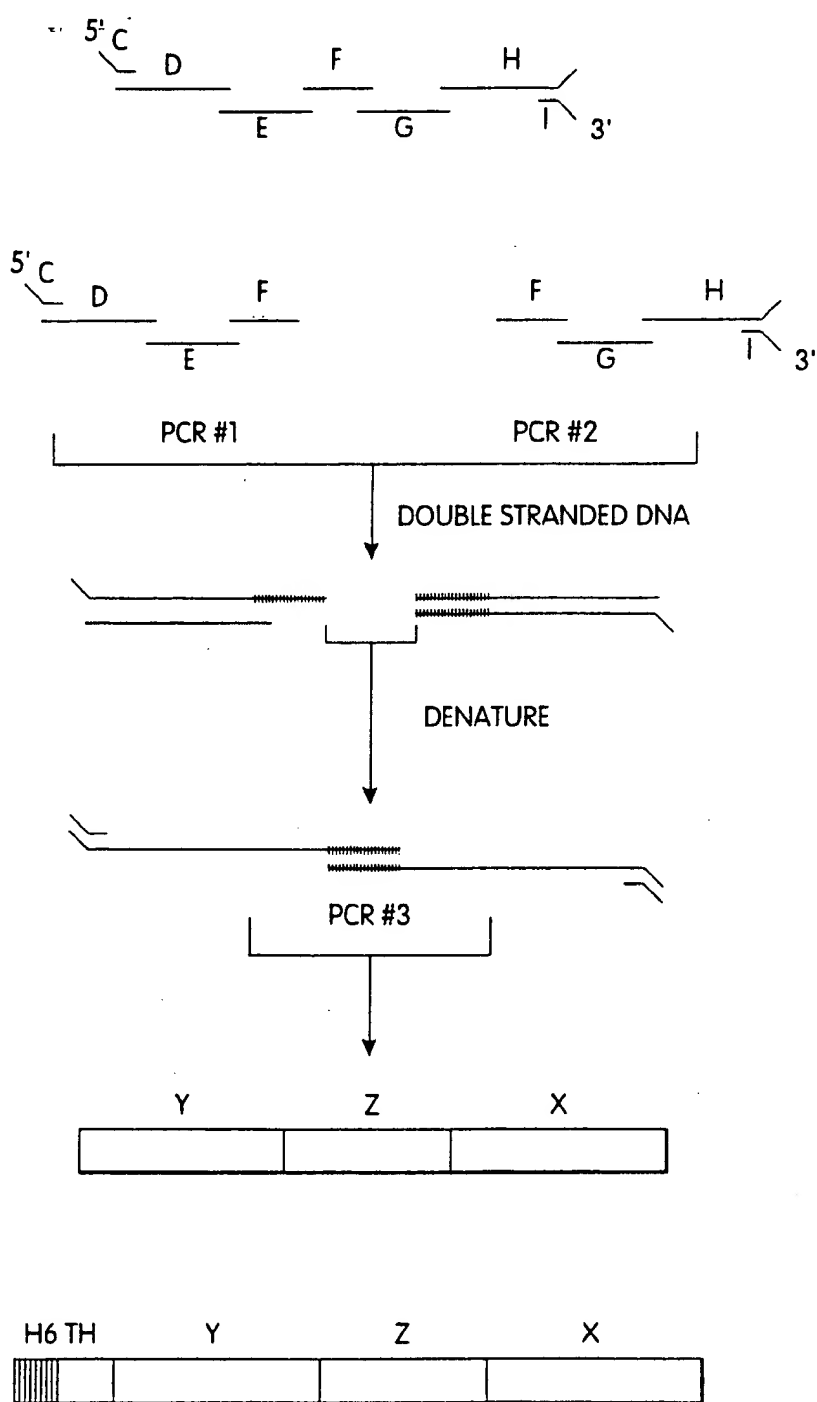 5' C
D F H
E G I 3'
5' C
D F F H
E G I 3'
PCR #1 PCR #2
DOUBLE STRANDED DNA
DENATURE
PCR #3
Y Z X
H6 TH Y Z X